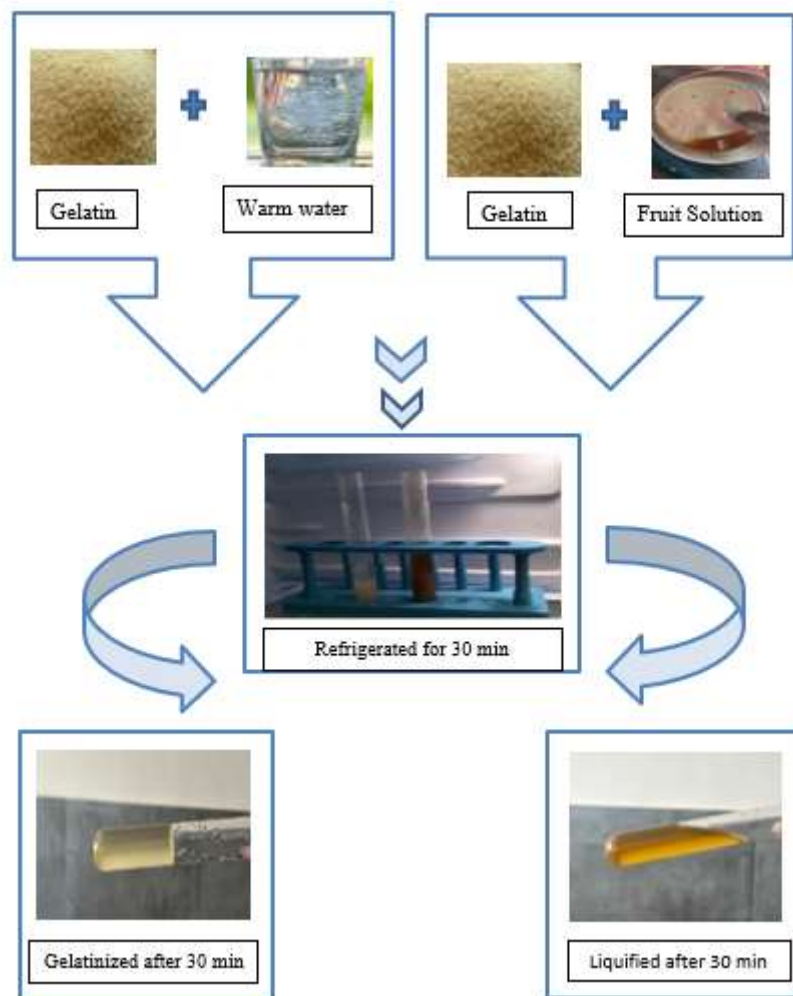 Gelatin
Warm water
Gelatin
Fruit Solution
Refrigerated for 30 min
Gelatinized after 30 min
Liquified after 30 min